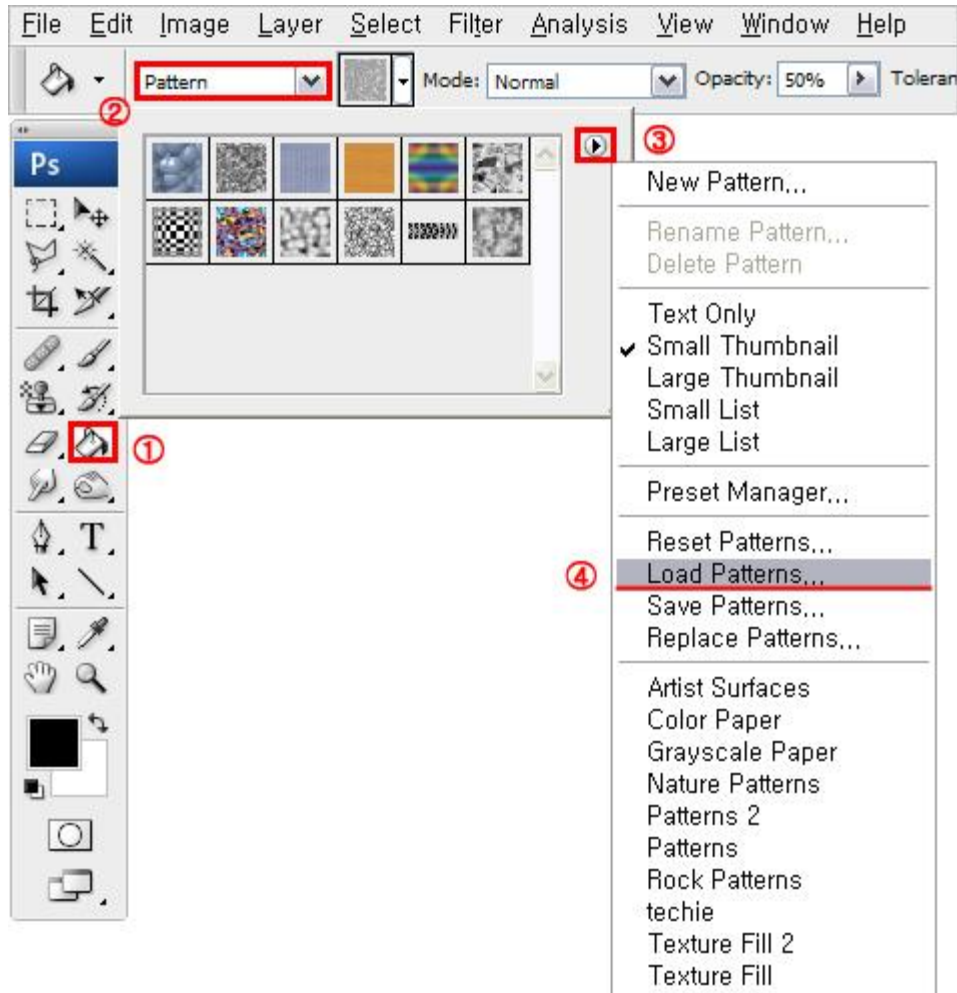 File Edit Image Layer Select Filter Analysis View Window Help
Pattern Mode: Normal Opacity: 50% Toleran
②
③
Ps
New Pattern...
Rename Pattern...
Delete Pattern
Text Only
Small Thumbnail
Large Thumbnail
Small List
Large List
①
Preset Manager...
Reset Patterns...
④ Load Patterns...
Save Patterns...
Replace Patterns...
Artist Surfaces
Color Paper
Grayscale Paper
Nature Patterns
Patterns 2
Patterns
Rock Patterns
techie
Texture Fill 2
Texture Fill